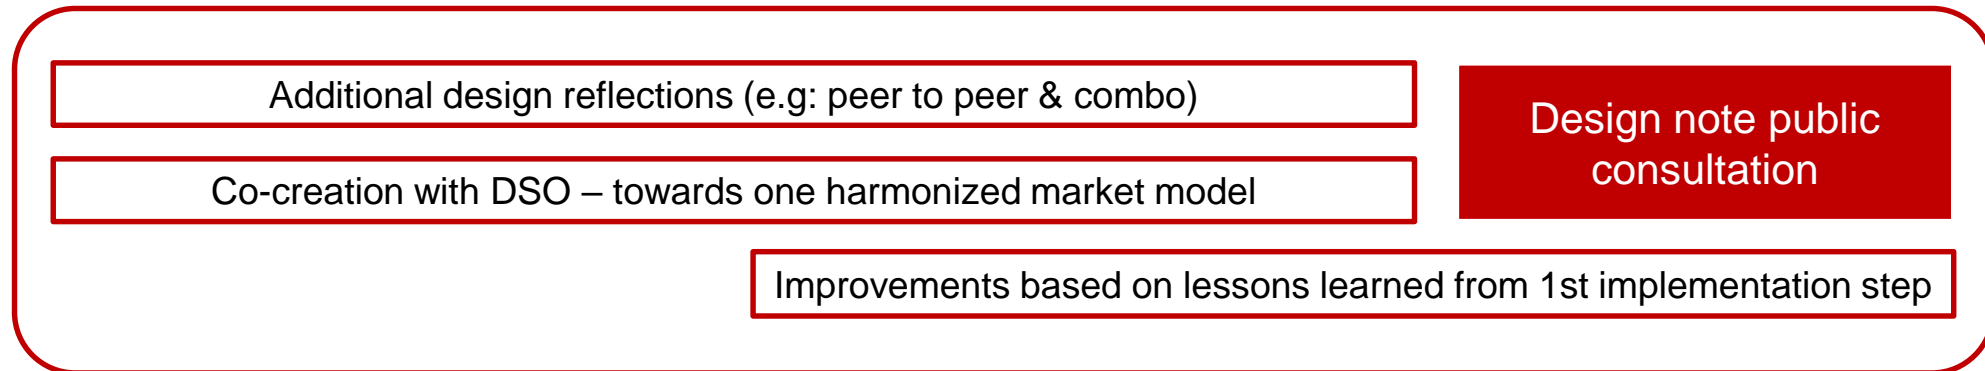 Additional design reflections (e.g: peer to peer & combo)
Co-creation with DSO – towards one harmonized market model
Design note public
consultation
Improvements based on lessons learned from 1st implementation step